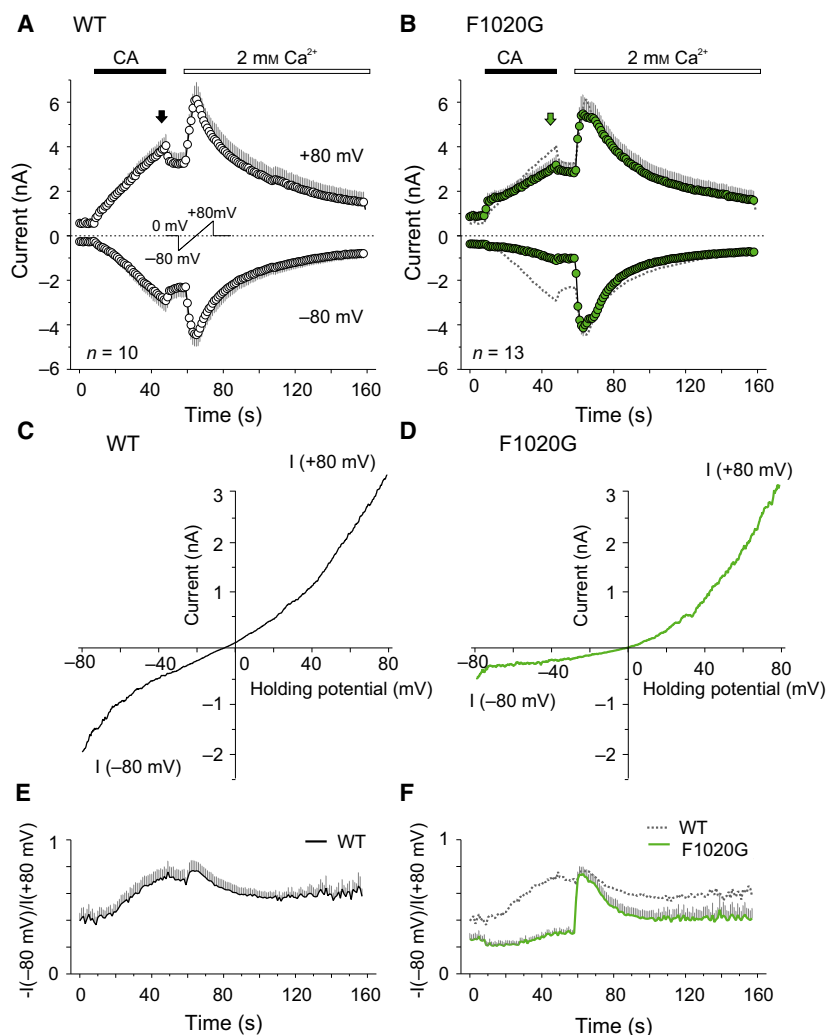 A WT
CA
2 mM Ca2+
6
4
2
0
−2
−4
−6
Current (nA)
+80 mV
0 mV
+80mV
−80 mV
−80 mV
n = 10
0 40 80 120 160
Time (s)
B F1020G
CA
2 mM Ca2+
6
4
2
0
−2
−4
−6
Current (nA)
n = 13
0 40 80 120 160
Time (s)
C WT
I (+80 mV)
3
2
1
−1
−2
Current (nA)
−80 −40 0 40 80
Holding potential (mV)
I (−80 mV)
D F1020G
I (+80 mV)
3
2
1
−1
−2
Current (nA)
−80 −40 0 40 80
Holding potential (mV)
I (−80 mV)
E
1
0
-I(−80 mV)/I(+80 mV)
WT
0 40 80 120 160
Time (s)
F
1
0
-I(−80 mV)/I(+80 mV)
WT
F1020G
0 40 80 120 160
Time (s)